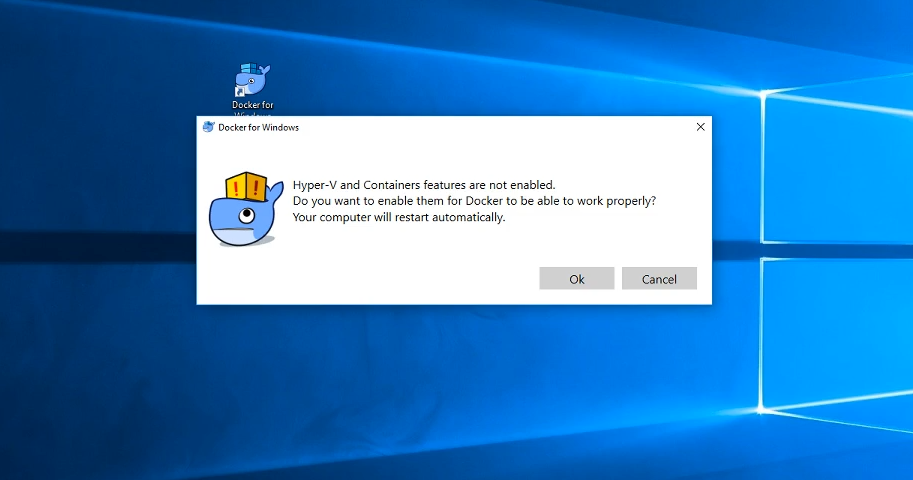 Docker for
Windows
Docker for Windows
Hyper-V and Containers features are not enabled.
Do you want to enable them for Docker to be able to work properly?
Your computer will restart automatically.
Ok
Cancel